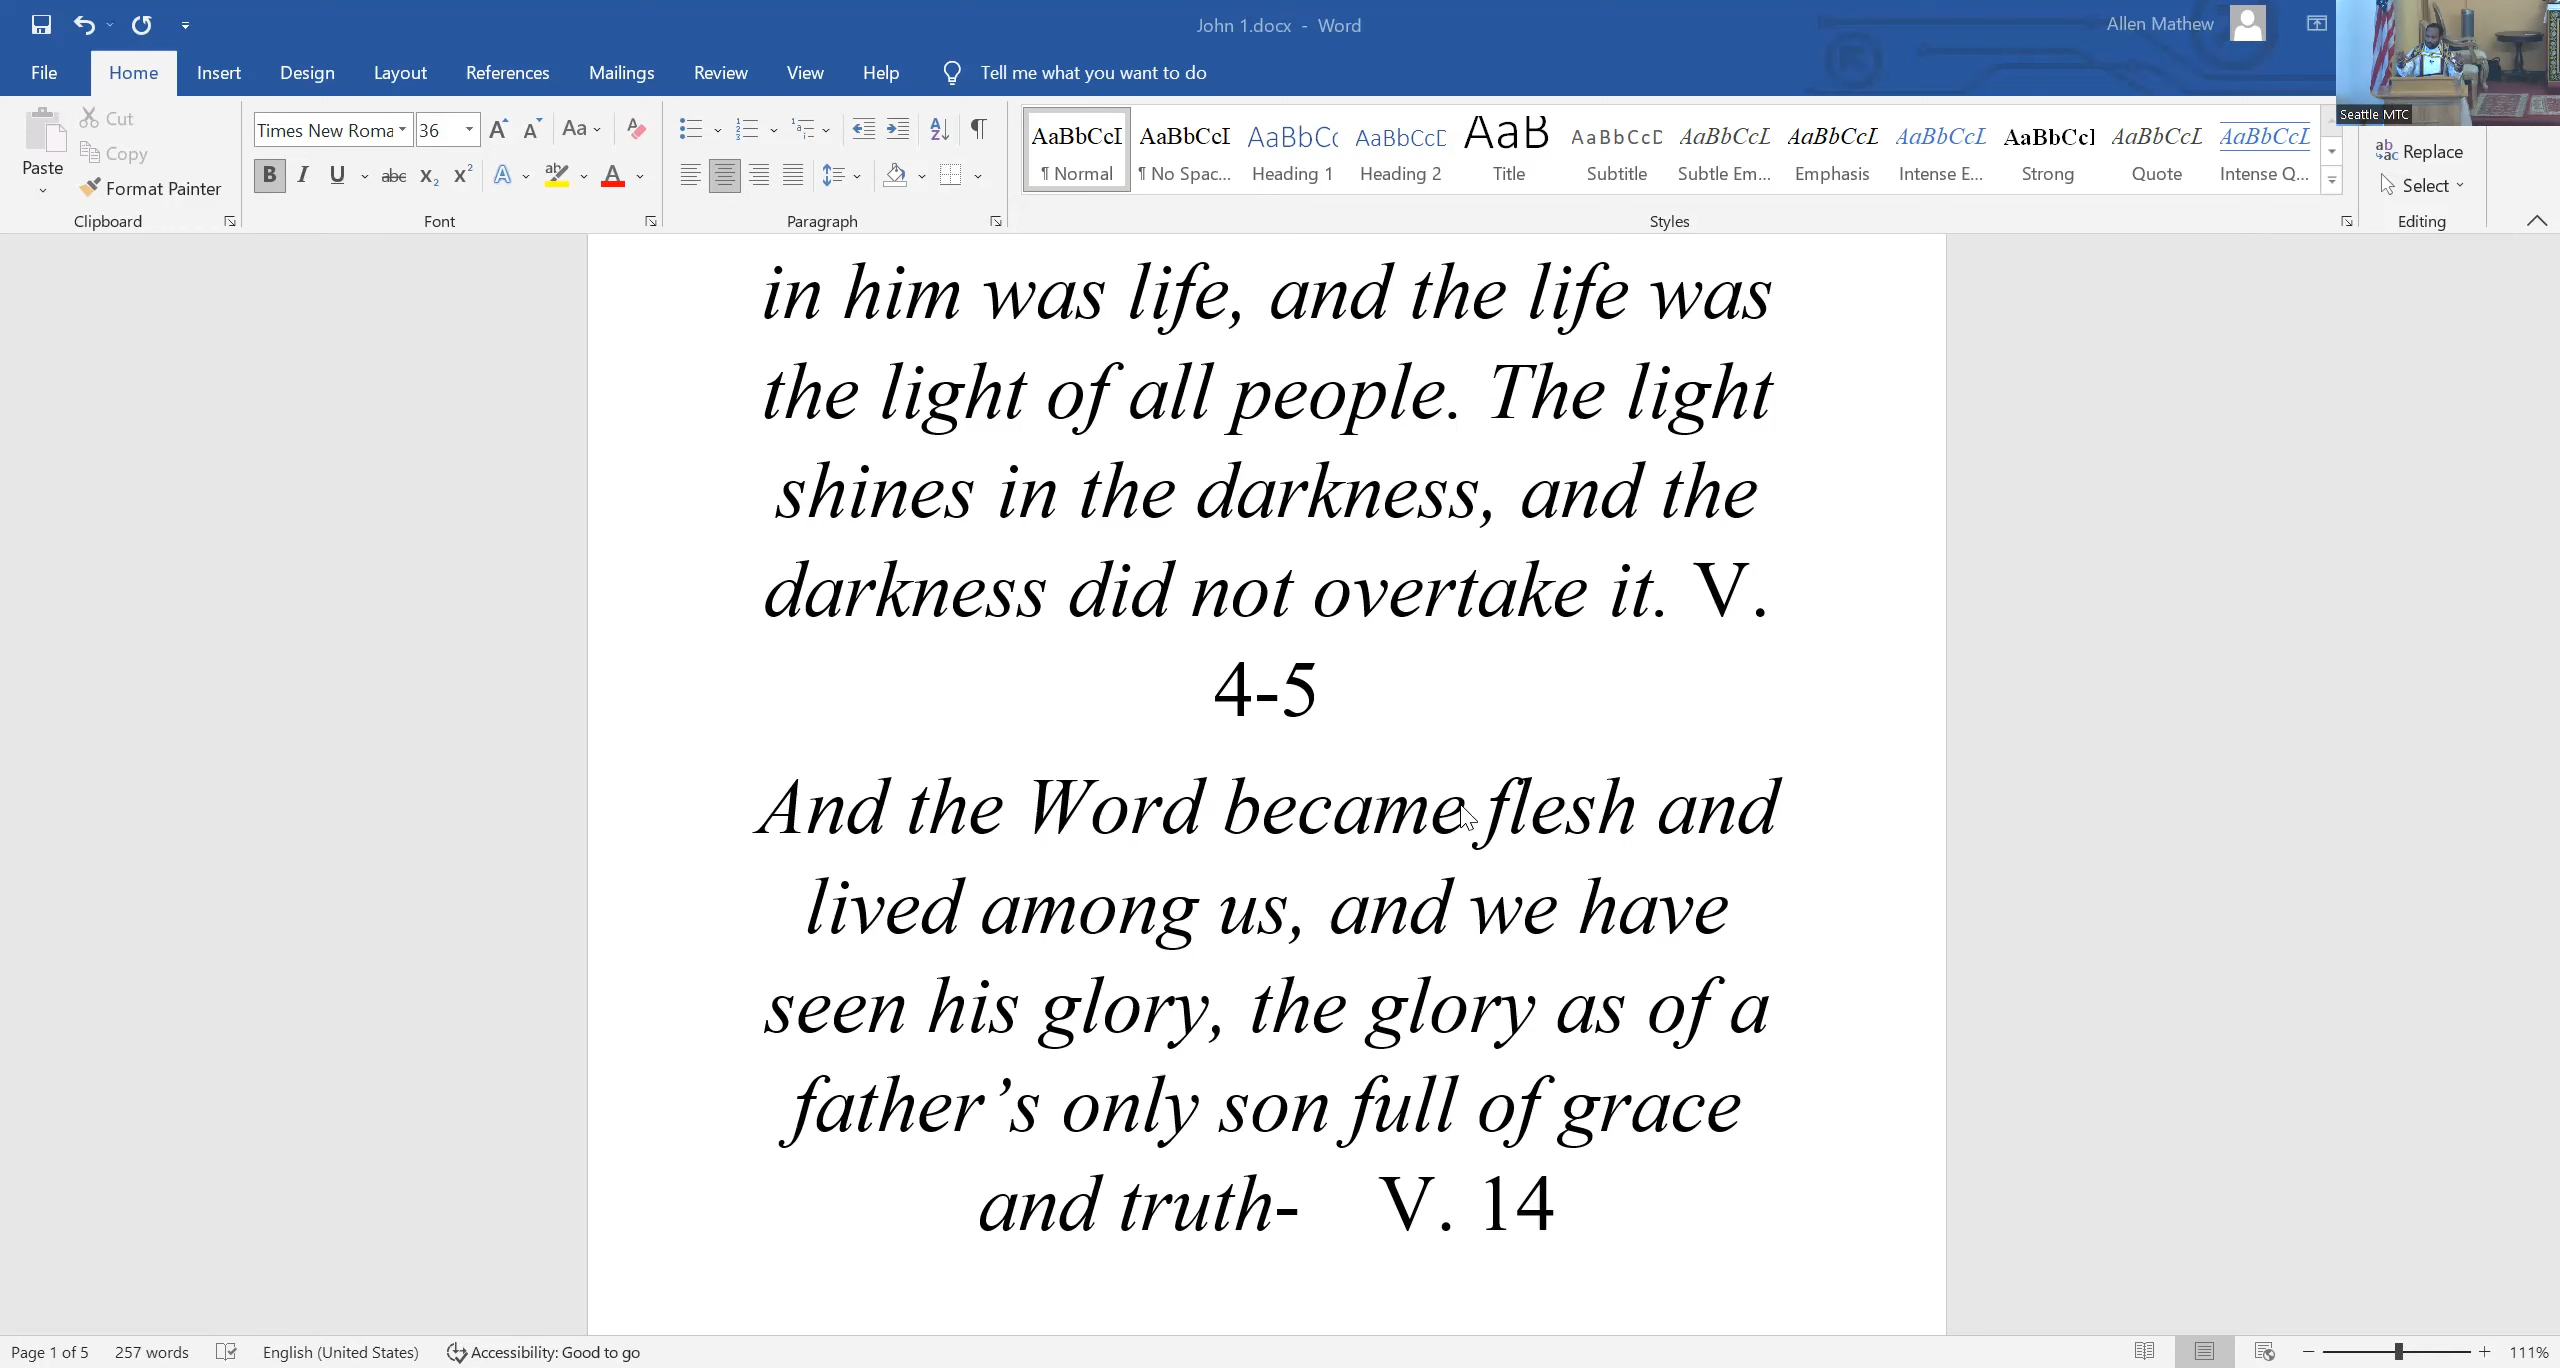 John 1.docx - Word
Allen Mathew
File Home Insert Design Layout References Mailings Review View Help Tell me what you want to do
Seattle MTC
Paste
Cut
Copy
Format Painter
Clipboard
Times New Roma 36
Font
Paragraph
AaBbCcI AaBbCcI AaBbCc AaBbCcD AaB AaBbCcD AaBbCcL AaBbCcL AaBbCcL AaBbCcI AaBbCcL AaBbCcL
¶ Normal ¶ No Spac... Heading 1 Heading 2 Title Subtitle Subtle Em... Emphasis Intense E... Strong Quote Intense Q...
Styles
Replace
Select
Editing
in him was life, and the life was
the light of all people. The light
shines in the darkness, and the
darkness did not overtake it. V.
4-5
And the Word became flesh and
lived among us, and we have
seen his glory, the glory as of a
father’s only son full of grace
and truth- V. 14
Page 1 of 5 257 words English (United States) Accessibility: Good to go 111%